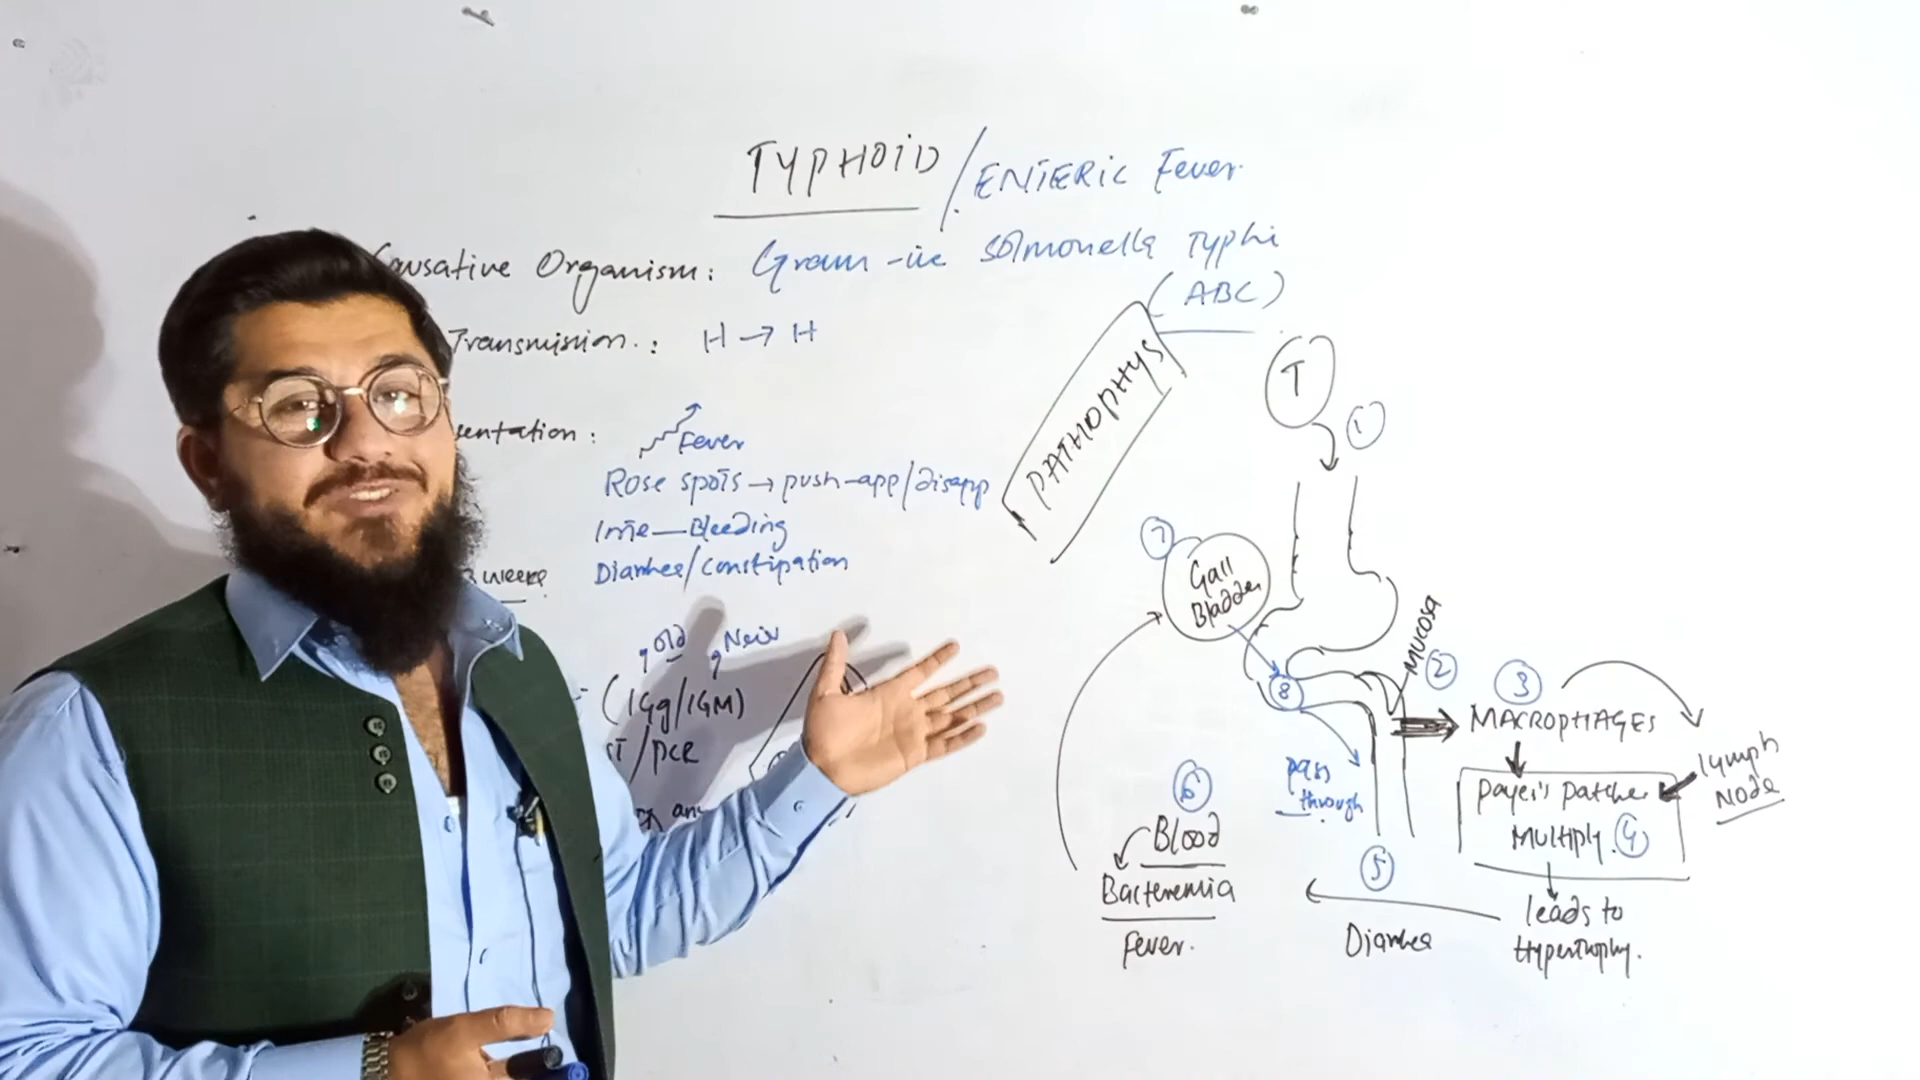 TYPHOID / ENTERIC Fever.
Causative Organism: Gram -ive Salmonella Typhi
(ABC)
Transmission: H → H
sentation: Fever
Rose spots → push-app/disapp
Bleeding
3 weeks Diarrhea/Constipation
Old New
(IGg/IGM)
/PCR
PATHOPHYS
T
1
7
Gall
Bladder
8
Mucosa
2
3
MACROPHAGES
lymph
Node
payer's patches
Multiply. 4
leads to
Hypertrophy.
pass
through
5
Diarrhea
6
Blood
Bacteremia
Fever.